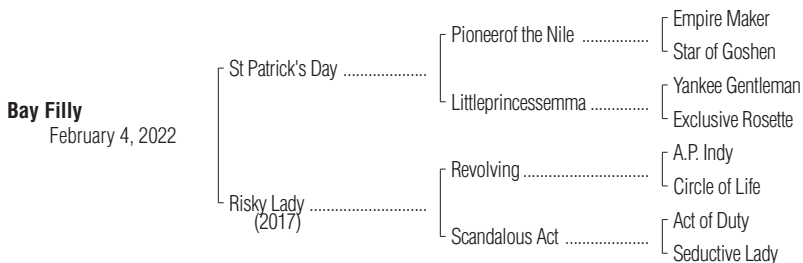 Bay Filly
February 4, 2022
St Patrick's Day ....................
Risky Lady ............................
(2017)
Pioneerof the Nile ................
Littleprincessemma ..............
Revolving ..............................
Scandalous Act ....................
Empire Maker
Star of Goshen
Yankee Gentleman
Exclusive Rosette
A.P. Indy
Circle of Life
Act of Duty
Seductive Lady